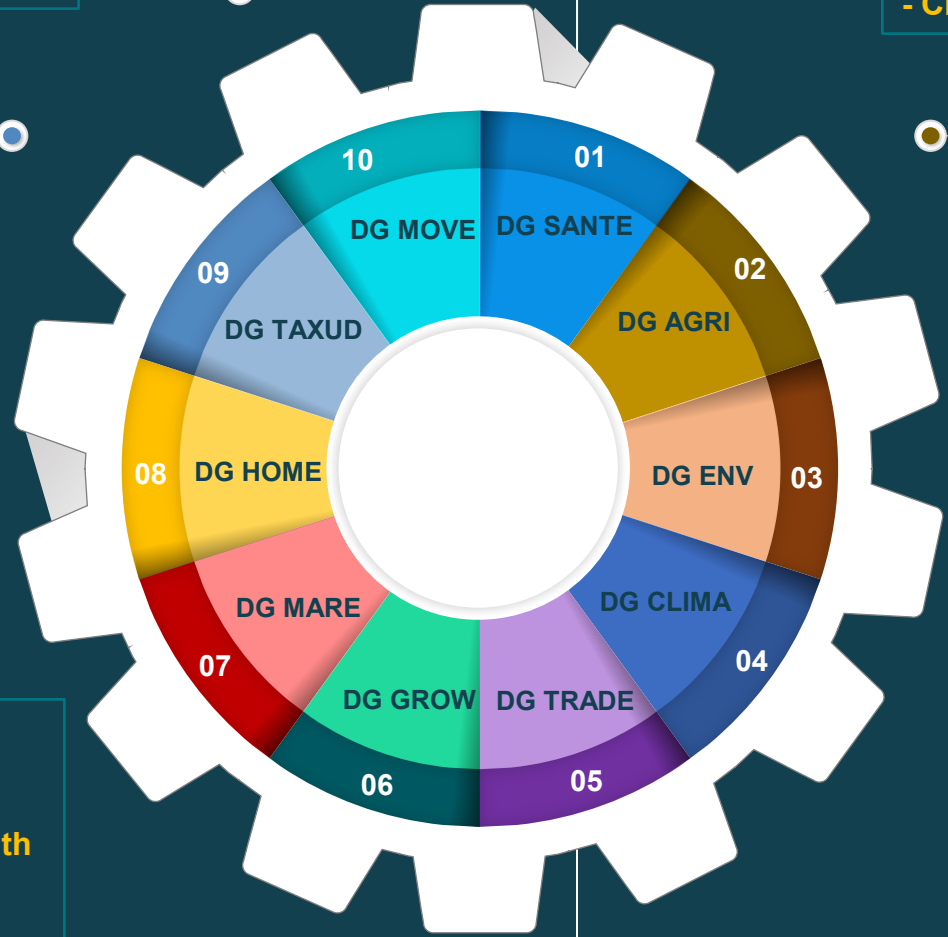 - C
01
DG SANTE
02
DG AGRI
03
DG ENV
04
DG CLIMA
05
DG TRADE
06
DG GROW
07
DG MARE
08
DG HOME
09
DG TAXUD
10
DG MOVE
th